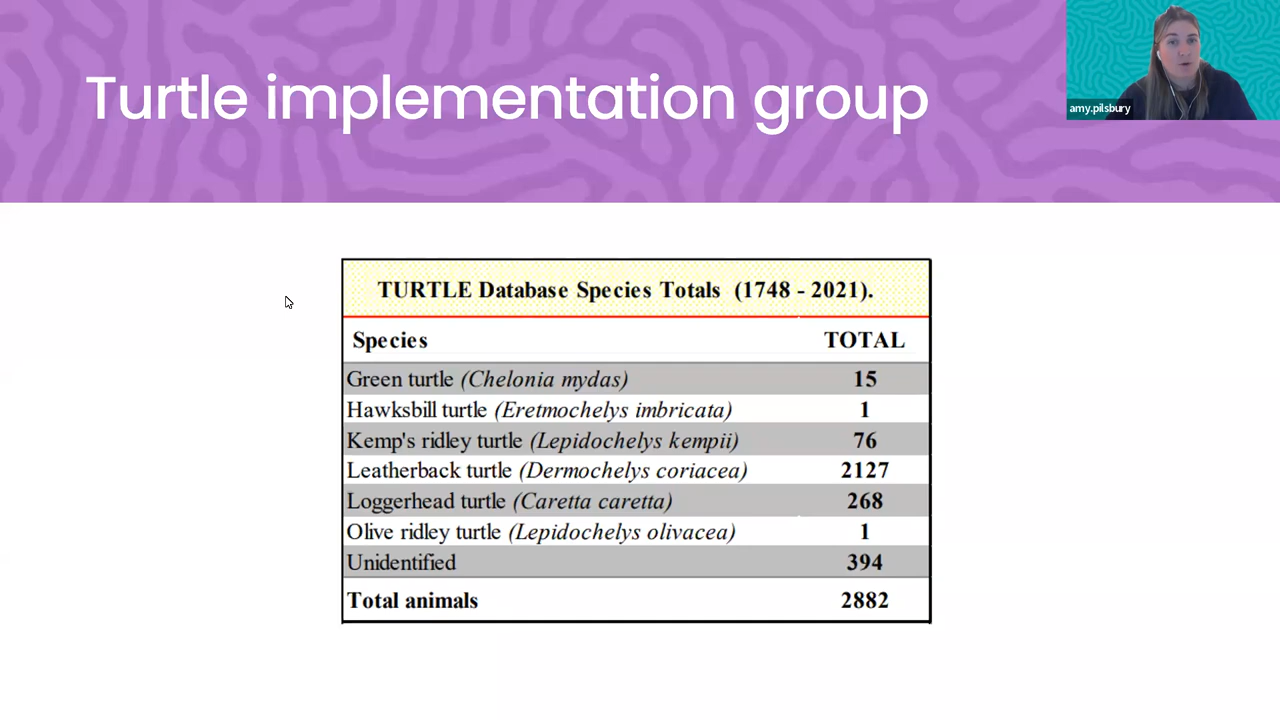 Turtle implementation group
amy.pilsbury
TURTLE Database Species Totals (1748 - 2021).
Species TOTAL
Green turtle (Chelonia mydas) 15
Hawksbill turtle (Eretmochelys imbricata) 1
Kemp's ridley turtle (Lepidochelys kempii) 76
Leatherback turtle (Dermochelys coriacea) 2127
Loggerhead turtle (Caretta caretta) 268
Olive ridley turtle (Lepidochelys olivacea) 1
Unidentified 394
Total animals 2882